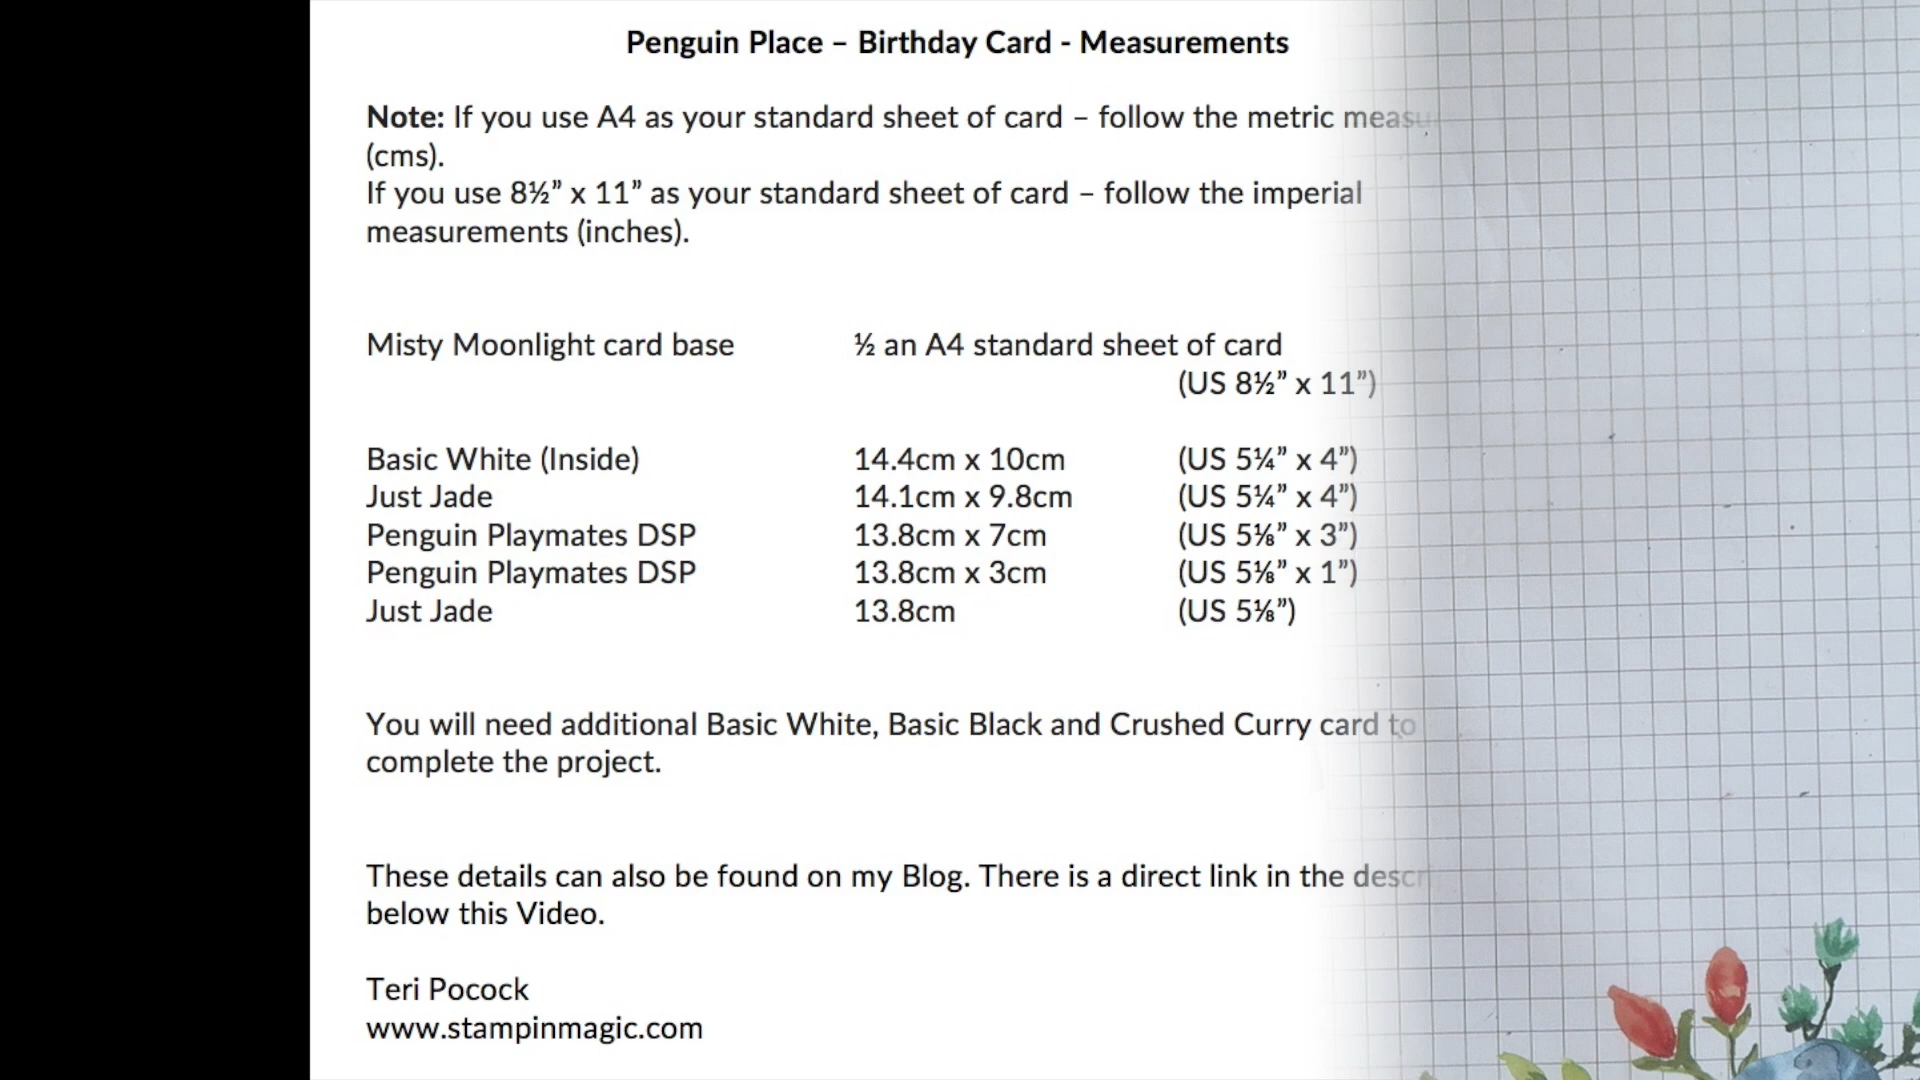 Penguin Place – Birthday Card - Measurements
Note: If you use A4 as your standard sheet of card – follow the metric
(cms).
If you use 8½” x 11” as your standard sheet of card – follow the imperial
measurements (inches).
Misty Moonlight card base ½ an A4 standard sheet of card
(US 8½” x 11”)
Basic White (Inside) 14.4cm x 10cm (US 5¼” x 4”)
Just Jade 14.1cm x 9.8cm (US 5¼” x 4”)
Penguin Playmates DSP 13.8cm x 7cm (US 5⅛” x 3”)
Penguin Playmates DSP 13.8cm x 3cm (US 5⅛” x 1”)
Just Jade 13.8cm (US 5⅛”)
You will need additional Basic White, Basic Black and Crushed Curry card to
complete the project.
These details can also be found on my Blog. There is a direct link in the
below this Video.
Teri Pocock
www.stampinmagic.com